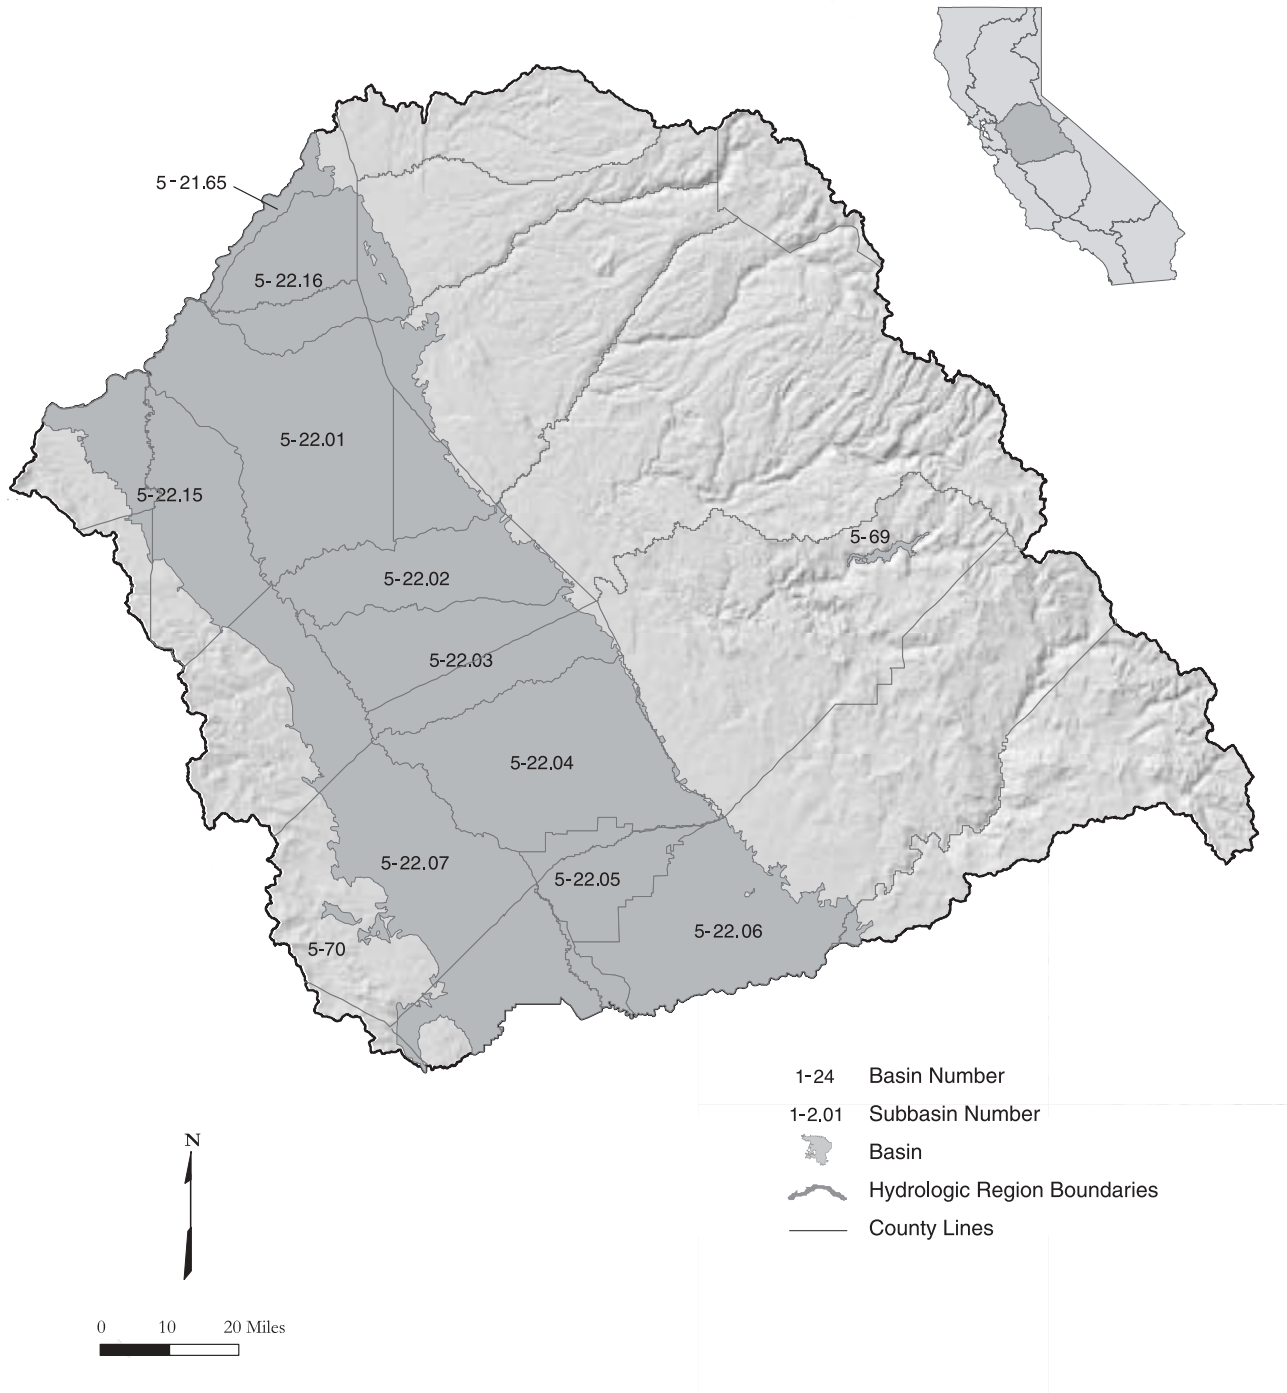 5-21.65
5-22.16
5-22.01
5-22.15
5-69
5-22.02
5-22.03
5-22.04
5-22.07
5-22.05
5-22.06
5-70
1-24 Basin Number
1-2.01 Subbasin Number
Basin
Hydrologic Region Boundaries
County Lines
N
0 10 20 Miles